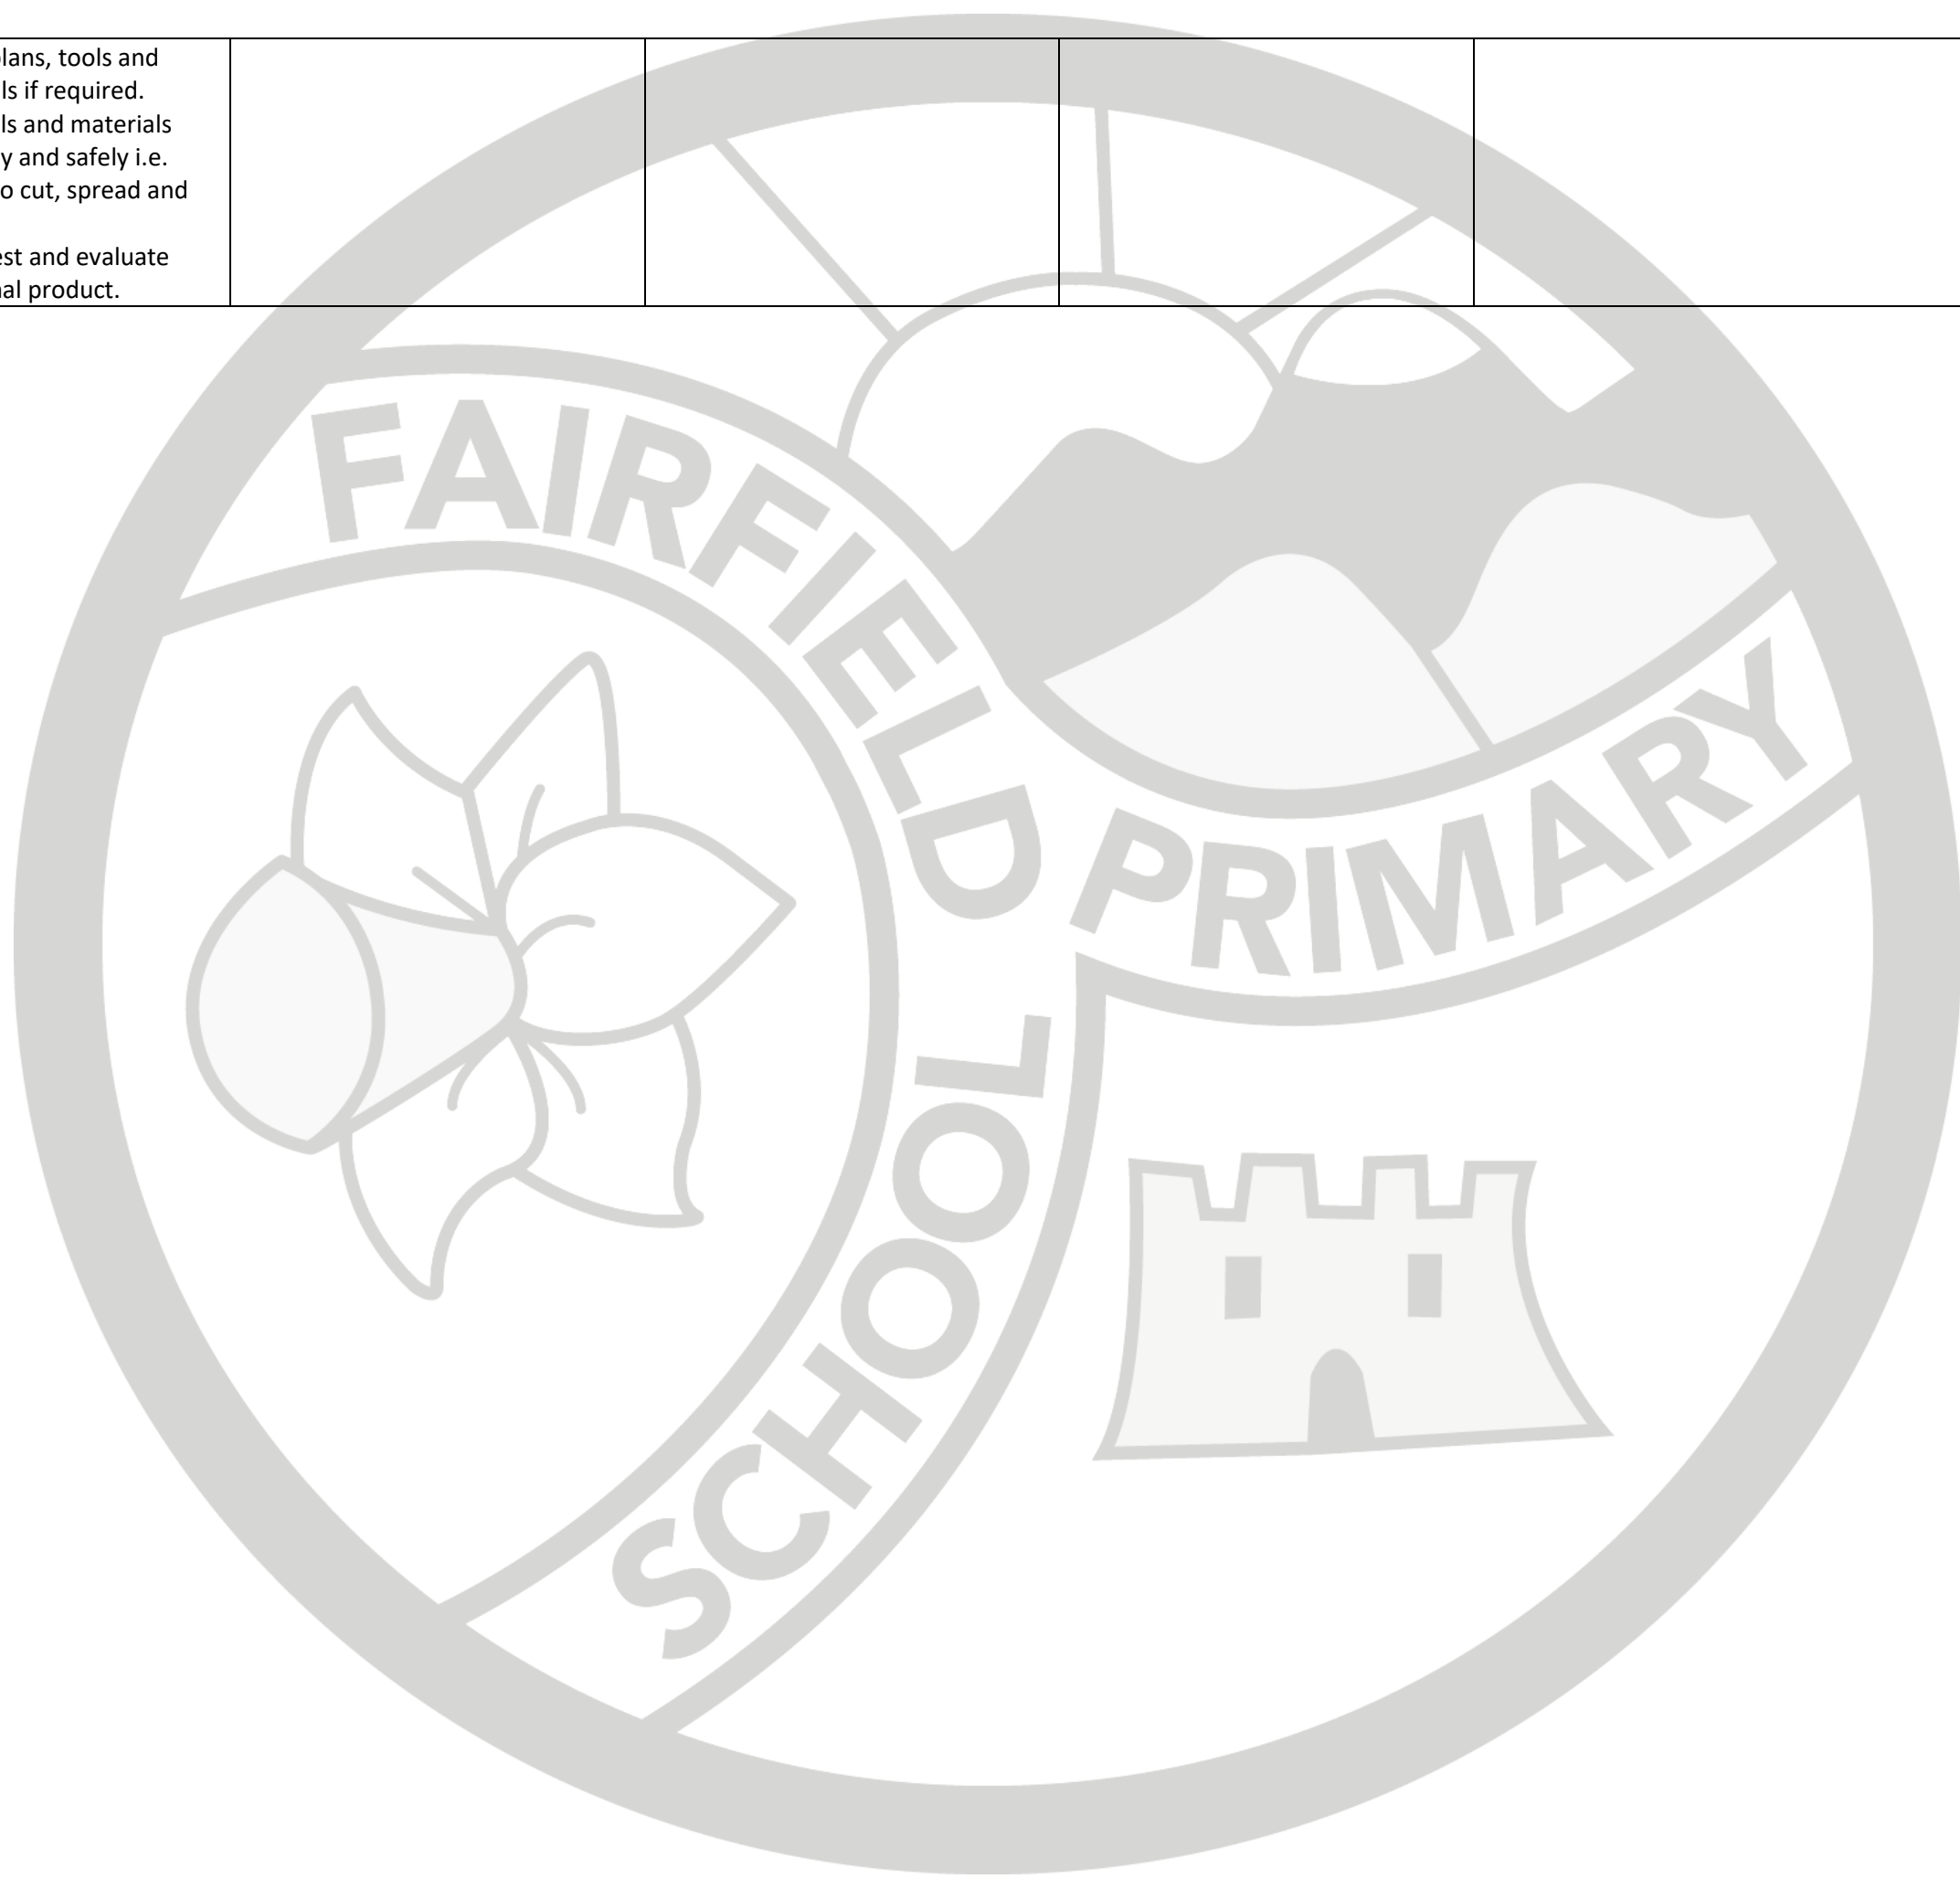 lans, tools and
ls if required.
ls and materials
y and safely i.e.
o cut, spread and
est and evaluate
al product.
FAIRFIELD PRIMARY
SCHOOL